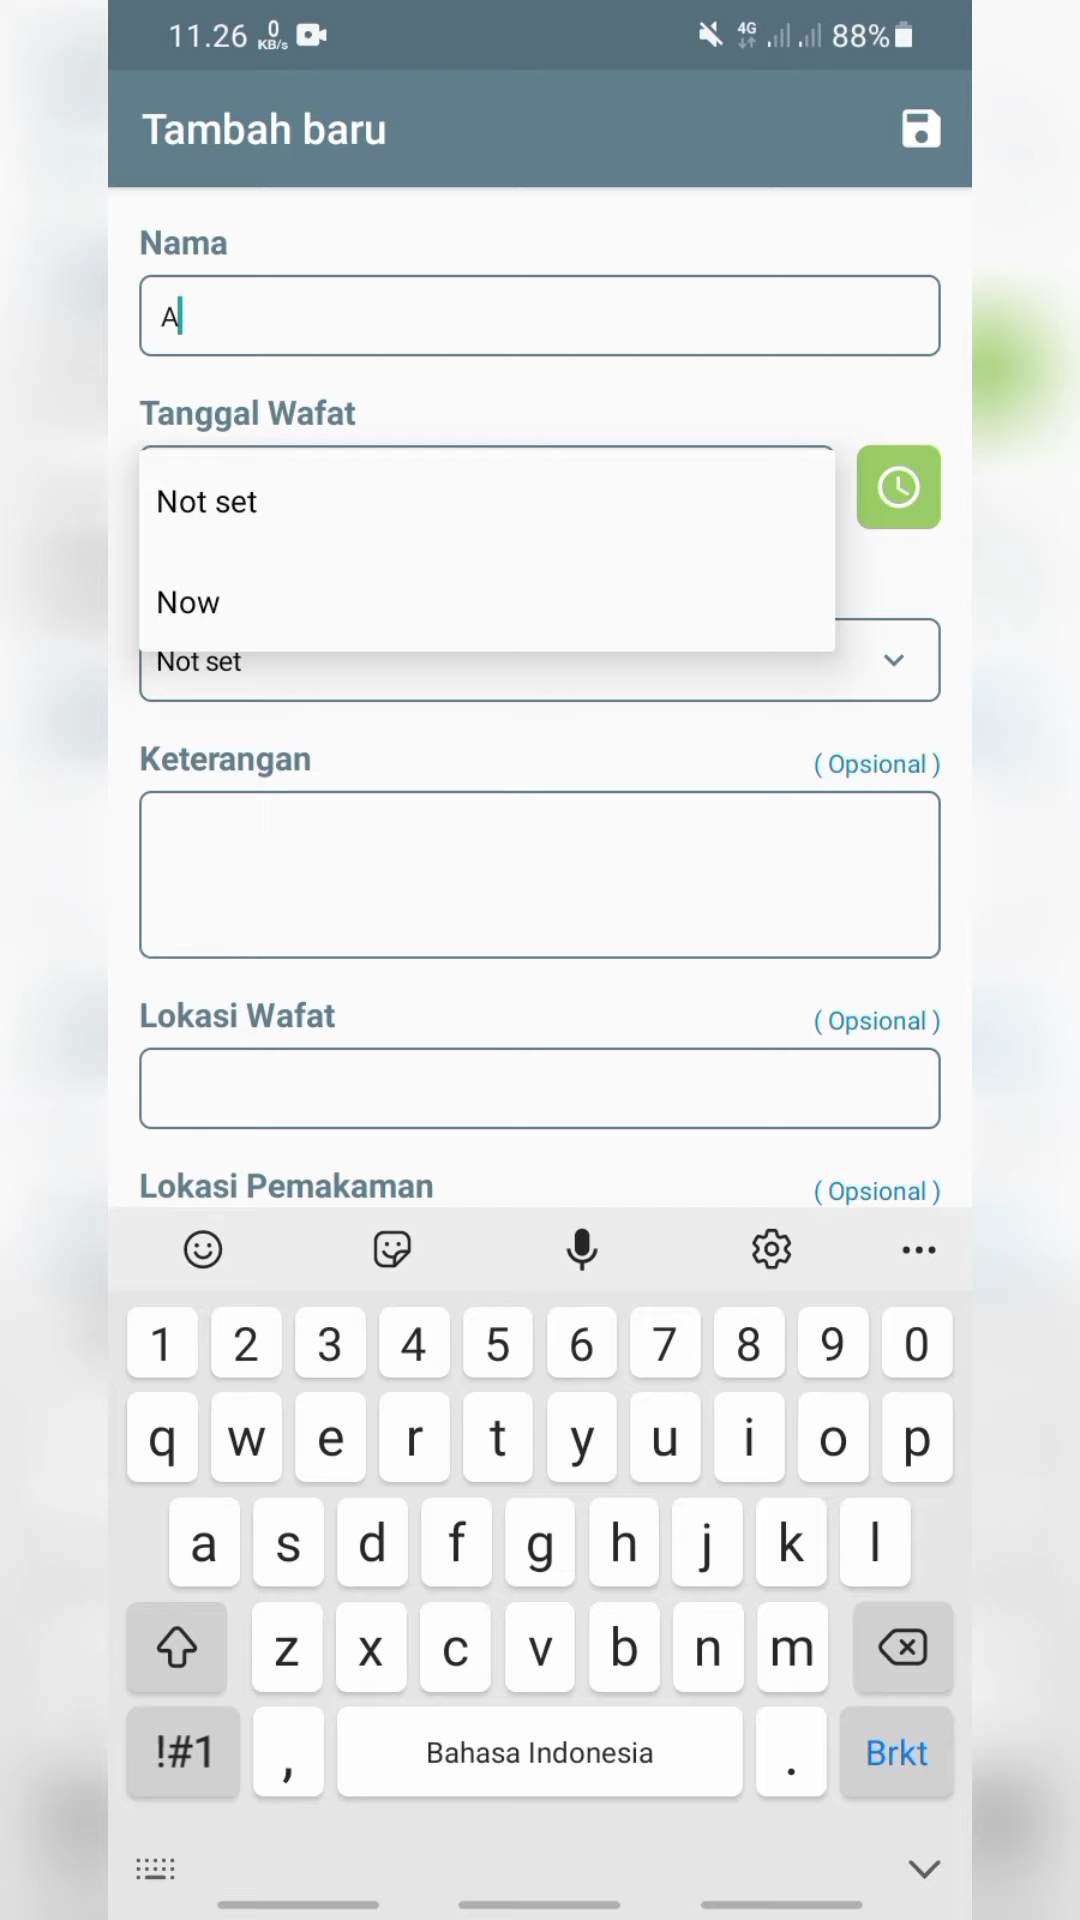 11.26 0 KB/s 4G 88%
Tambah baru
Nama
A
Tanggal Wafat
Not set
Now
Not set
Keterangan ( Opsional )
Lokasi Wafat ( Opsional )
Lokasi Pemakaman ( Opsional )
1 2 3 4 5 6 7 8 9 0
q w e r t y u i o p
a s d f g h j k l
z x c v b n m
!#1 , Bahasa Indonesia . Brkt